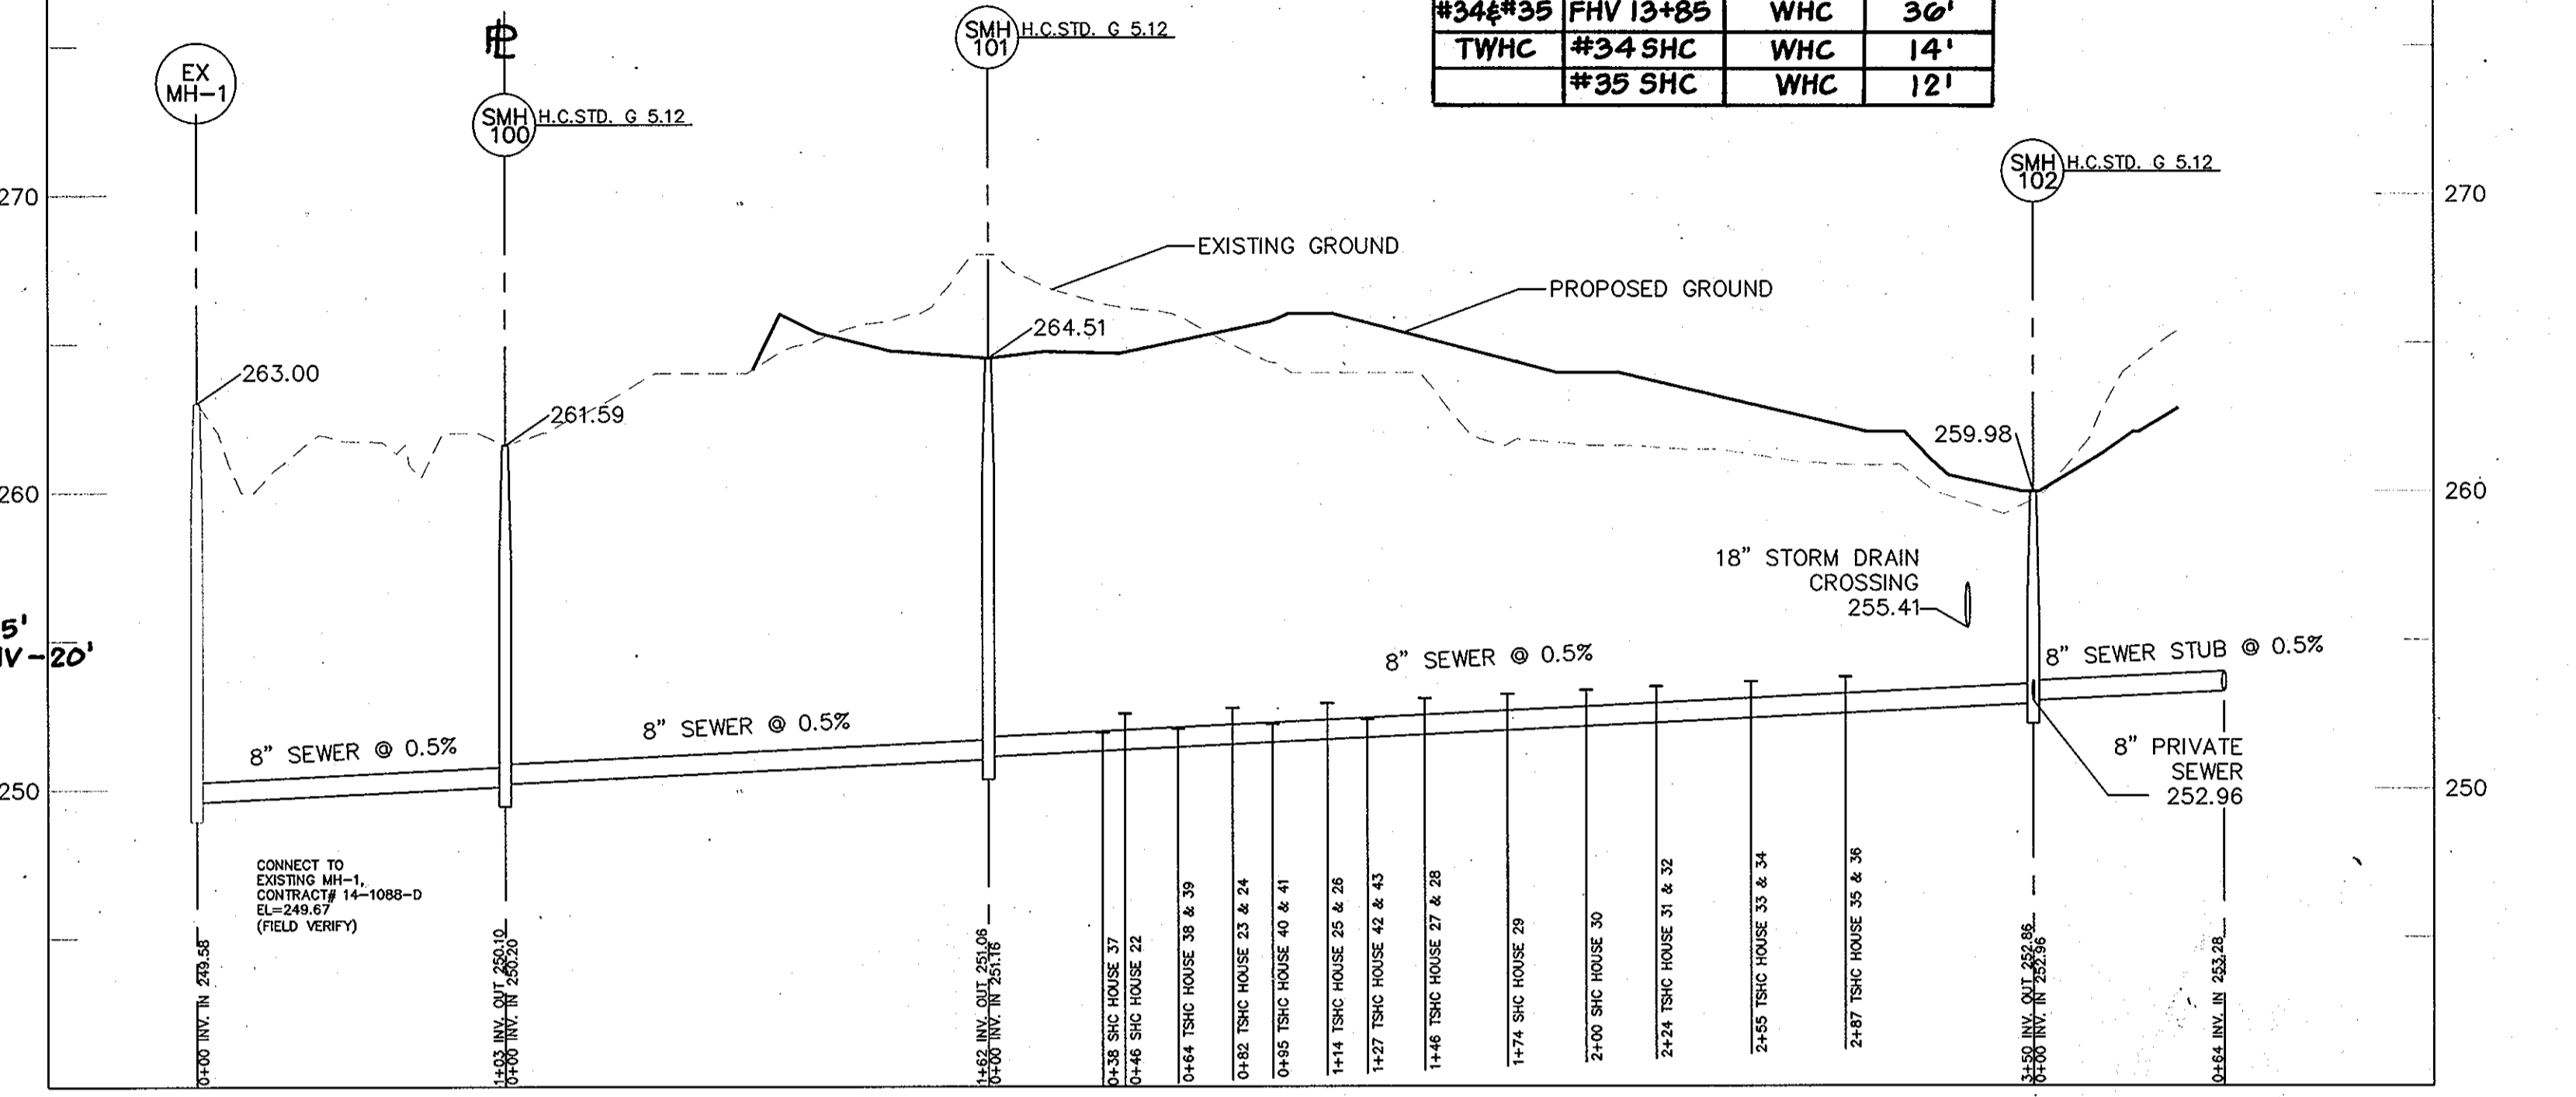 #34&#35 FHV 13+85 WHC 36'
TWHC #34 SHC WHC 14'
#35 SHC WHC 12'
EX
MH-1
PL
SMH
100
H.C.STD. G 5.12
SMH
101
H.C.STD. G 5.12
SMH
102
H.C.STD. G 5.12
270
270
EXISTING GROUND
PROPOSED GROUND
264.51
263.00
261.59
259.98
260
260
18" STORM DRAIN
CROSSING
255.41
5'
IV-20'
8" SEWER @ 0.5%
8" SEWER @ 0.5%
8" SEWER @ 0.5%
8" SEWER STUB @ 0.5%
8" PRIVATE
SEWER
252.96
250
250
CONNECT TO
EXISTING MH-1,
CONTRACT# 14-1088-D
EL=249.67
(FIELD VERIFY)
0+00 INV. IN 249.58
1+03 INV. OUT 250.10
0+00 INV. IN 250.20
1+62 INV. OUT 251.06
0+00 INV. IN 251.16
0+38 SHC HOUSE 37
0+46 SHC HOUSE 22
0+64 TSHC HOUSE 38 & 39
0+82 TSHC HOUSE 23 & 24
0+95 TSHC HOUSE 40 & 41
1+14 TSHC HOUSE 25 & 26
1+27 TSHC HOUSE 42 & 43
1+46 TSHC HOUSE 27 & 28
1+74 SHC HOUSE 29
2+00 SHC HOUSE 30
2+24 TSHC HOUSE 31 & 32
2+55 TSHC HOUSE 33 & 34
2+87 TSHC HOUSE 35 & 36
3+50 INV. OUT 252.86
0+00 INV. IN 252.96
0+64 INV. IN 253.28